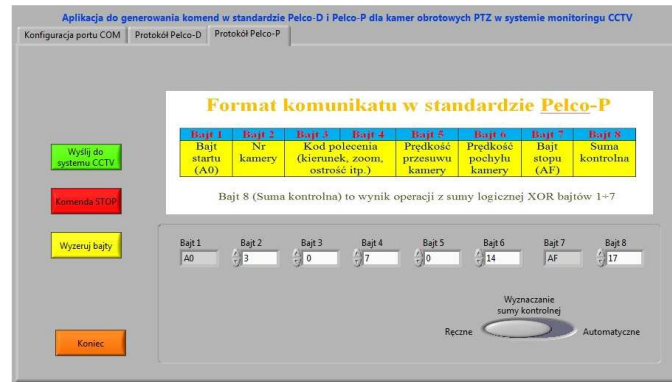 Aplikacja do generowania komend w standardzie Pelco-D i Pelco-P dla kamer obrotowych PTZ w systemie monitoringu CCTV
Konfiguracja portu COM Protokół Pelco-D Protokół Pelco-P
Format komunikatu w standardzie Pelco-P
Bajt 1 Bajt 2 Bajt 3 Bajt 4 Bajt 5 Bajt 6 Bajt 7 Bajt 8
Bajt Nr Kod polecenia Prędkość Prędkość Bajt Suma
startu kamery (kierunek, zoom, przesuwu pochyłu stopu kontrolna
(A0) ostrość itp.) kamery kamery (AF)
Bajt 8 (Suma kontrolna) to wynik operacji z sumy logicznej XOR bajtów 1÷7
Wyślij do
systemu CCTV
Komenda STOP
Wyzeruj bajty
Koniec
Bajt 1 Bajt 2 Bajt 3 Bajt 4 Bajt 5 Bajt 6 Bajt 7 Bajt 8
A0 3 0 7 0 14 AF 17
Wyznaczanie
sumy kontrolnej
Ręczne Automatyczne